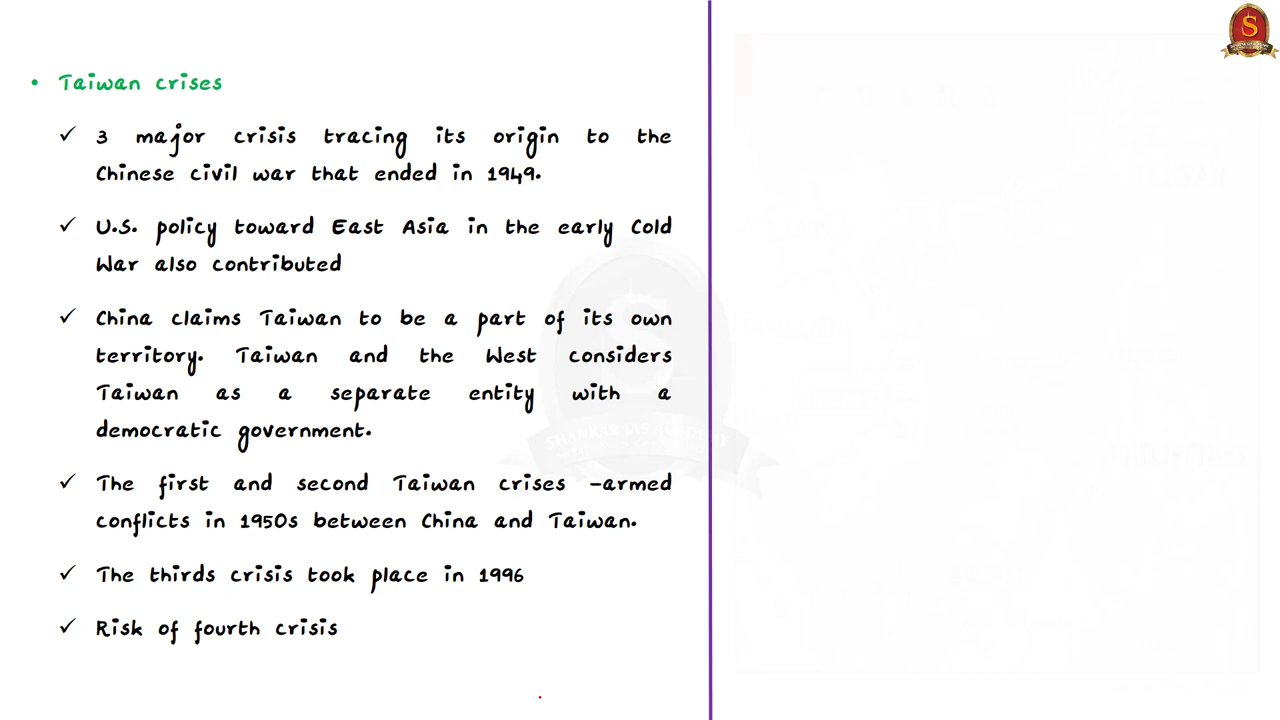 • Taiwan crises
✓ 3 major crisis tracing its origin to the
Chinese civil war that ended in 1949.
✓ U.S. policy toward East Asia in the early Cold
War also contributed
✓ China claims Taiwan to be a part of its own
territory. Taiwan and the West considers
Taiwan as a separate entity with a
democratic government.
✓ The first and second Taiwan crises -armed
conflicts in 1950s between China and Taiwan.
✓ The thirds crisis took place in 1996
✓ Risk of fourth crisis
S
SHANKAR IAS ACADEMY